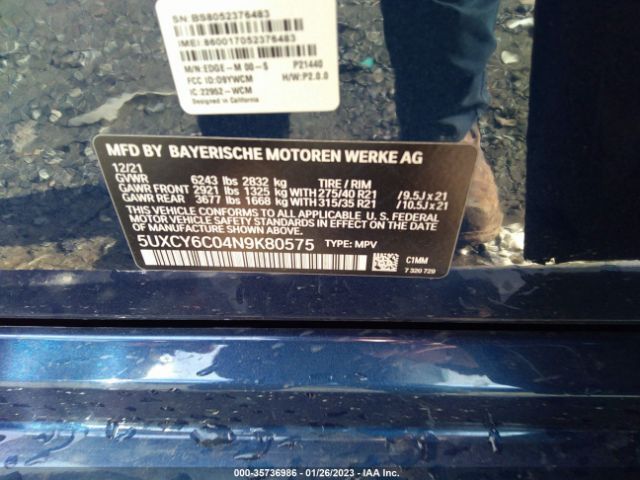 SN: BS8052376483
IMEI: 860017052376483
M/N: EDGE-M 00-S P21440
FCC ID: D9YWCM H/W: P2.0.0
IC: 22952-WCM
Designed in California
MFD BY BAYERISCHE MOTOREN WERKE AG
12/21
GVWR 6243 lbs 2832 kg TIRE / RIM
GAWR FRONT 2921 lbs 1325 kg WITH 275/40 R21 / 9.5J x 21
GAWR REAR 3677 lbs 1668 kg WITH 315/35 R21 / 10.5J x 21
THIS VEHICLE CONFORMS TO ALL APPLICABLE U. S. FEDERAL
MOTOR VEHICLE SAFETY STANDARDS IN EFFECT ON THE DATE
OF MANUFACTURE SHOWN ABOVE.
5UXCY6C04N9K80575 TYPE: MPV
C1MM
7 320 729
000-35736986 - 01/26/2023 - IAA Inc.